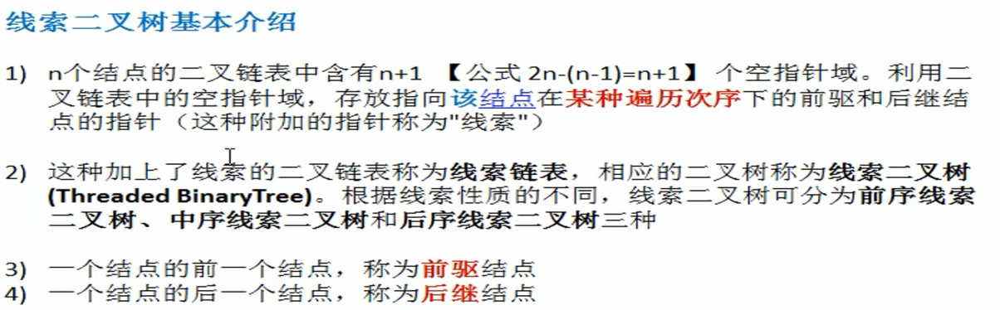 线索二叉树基本介绍
1) n个结点的二叉链表中含有n+1 【公式 2n-(n-1)=n+1】 个空指针域。利用二
叉链表中的空指针域，存放指向该结点在某种遍历次序下的前驱和后继结
点的指针（这种附加的指针称为"线索"）
2) 这种加上了线索的二叉链表称为线索链表，相应的二叉树称为线索二叉树
(Threaded BinaryTree)。根据线索性质的不同，线索二叉树可分为前序线索
二叉树、中序线索二叉树和后序线索二叉树三种
3) 一个结点的前一个结点，称为前驱结点
4) 一个结点的后一个结点，称为后继结点